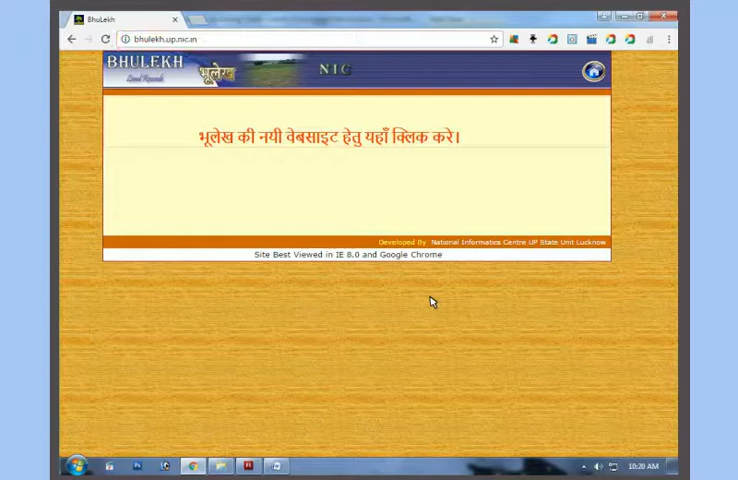 BhuLekh
bhulekh.up.nic.in
BHULEKH
Land Records
भूलेख
NIC
भूलेख की नयी वेबसाइट हेतु यहाँ क्लिक करे।
Developed By National Informatics Centre UP State Unit Lucknow
Site Best Viewed in IE 8.0 and Google Chrome
10:20 AM